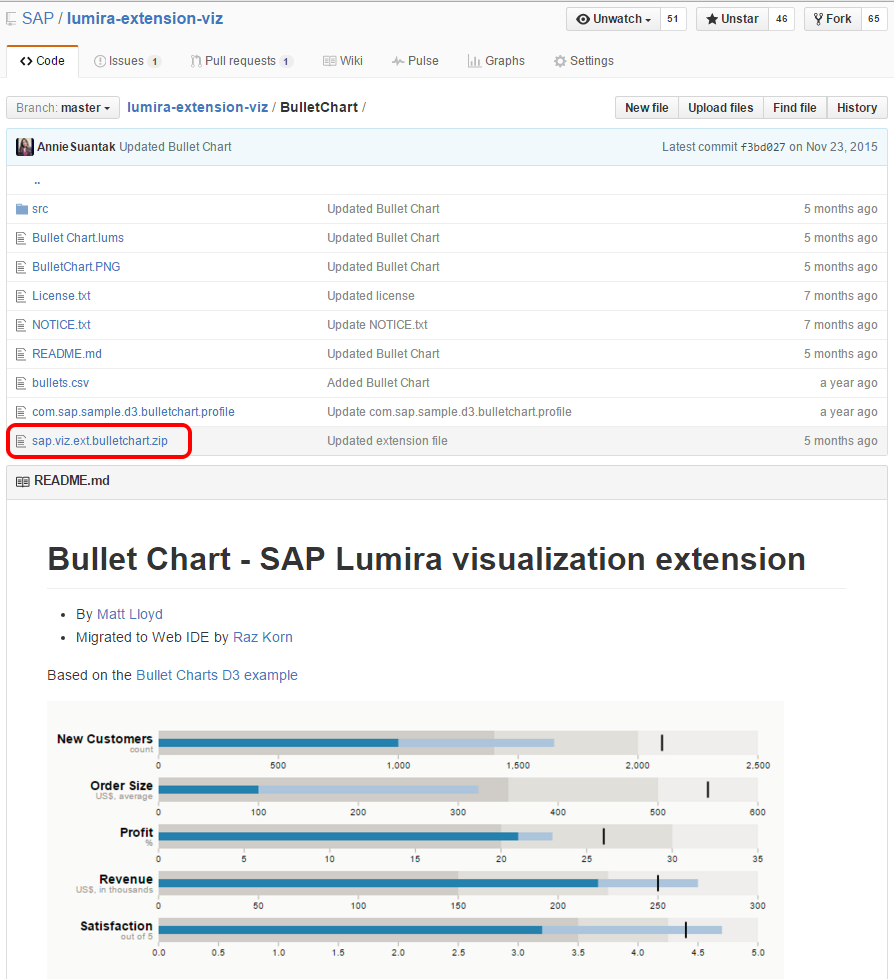 SAP / lumira-extension-viz
Unwatch 51 Unstar 46 Fork 65
Code Issues 1 Pull requests 1 Wiki Pulse Graphs Settings
Branch: master lumira-extension-viz / BulletChart / New file Upload files Find file History
AnnieSuantak Updated Bullet Chart Latest commit f3bd027 on Nov 23, 2015
..
src Updated Bullet Chart 5 months ago
Bullet Chart.lums Updated Bullet Chart 5 months ago
BulletChart.PNG Updated Bullet Chart 5 months ago
License.txt Updated license 7 months ago
NOTICE.txt Update NOTICE.txt 7 months ago
README.md Updated Bullet Chart 5 months ago
bullets.csv Added Bullet Chart a year ago
com.sap.sample.d3.bulletchart.profile Update com.sap.sample.d3.bulletchart.profile a year ago
sap.viz.ext.bulletchart.zip Updated extension file 5 months ago
README.md
Bullet Chart - SAP Lumira visualization extension
• By Matt Lloyd
• Migrated to Web IDE by Raz Korn
Based on the Bullet Charts D3 example
New Customers
count
0 500 1,000 1,500 2,000 2,500
Order Size
US$, average
0 100 200 300 400 500 600
Profit
%
0 5 10 15 20 25 30 35
Revenue
US$, in thousands
0 50 100 150 200 250 300
Satisfaction
out of 5
0.0 0.5 1.0 1.5 2.0 2.5 3.0 3.5 4.0 4.5 5.0